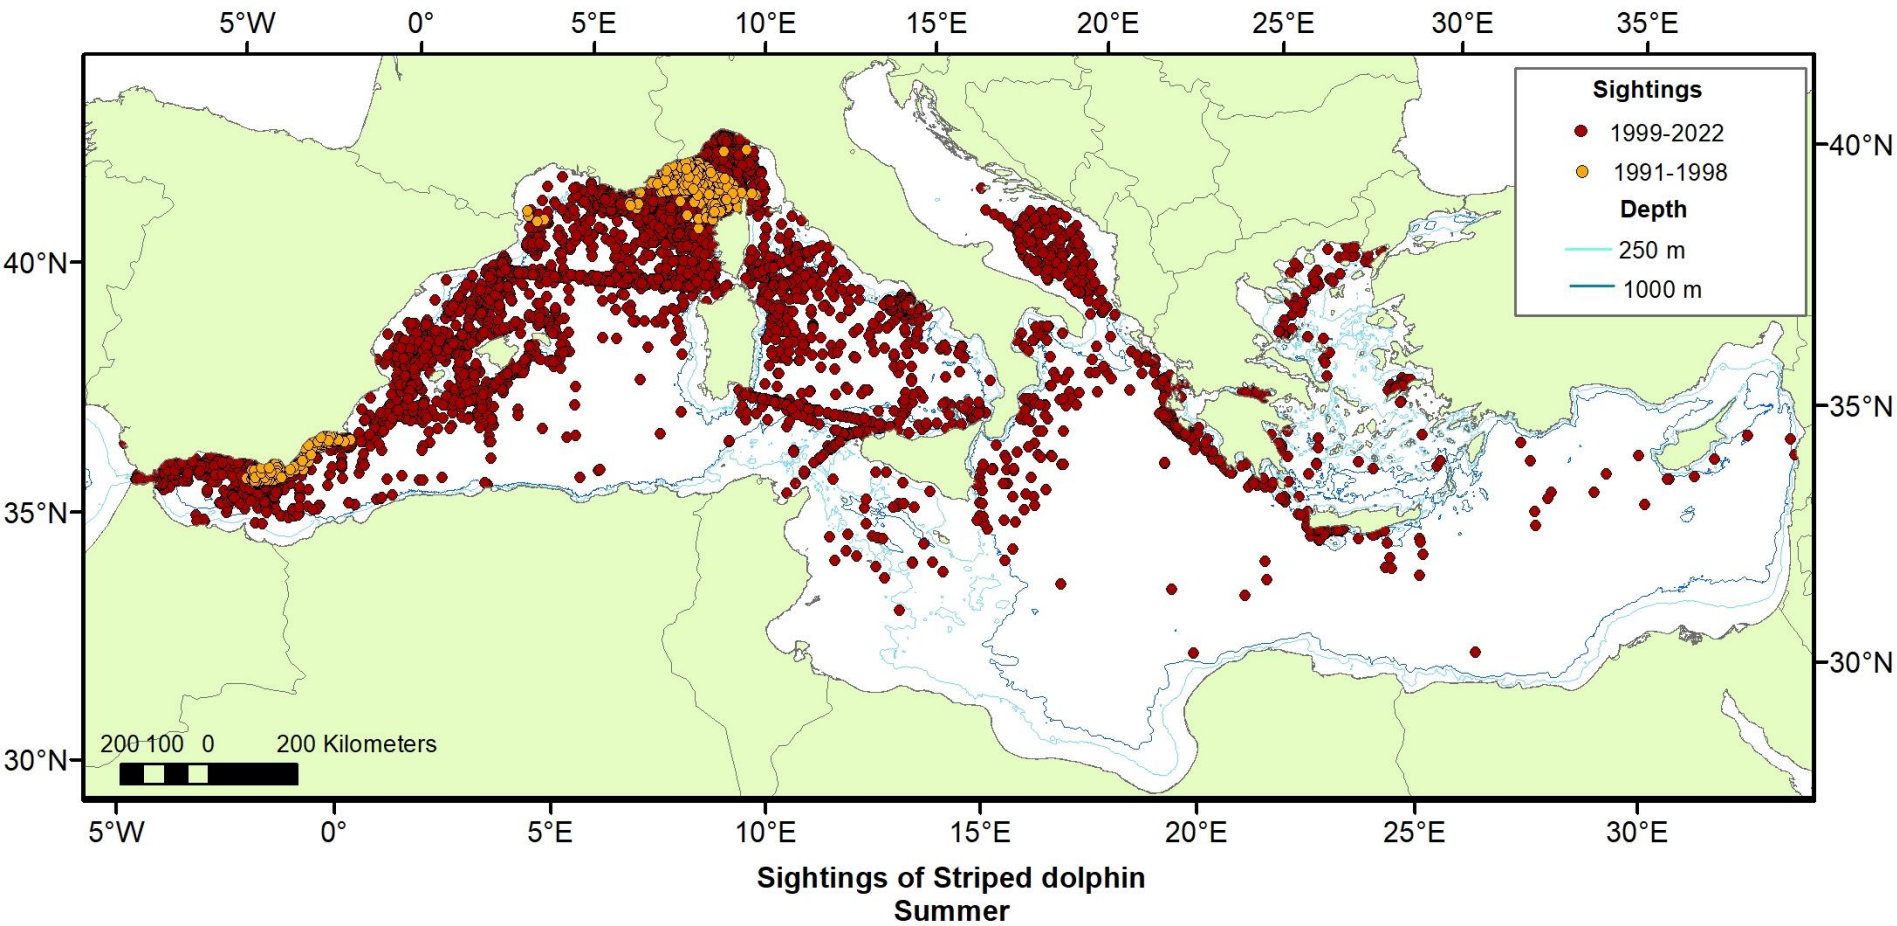 5°W 0° 5°E 10°E 15°E 20°E 25°E 30°E 35°E
Sightings
1999-2022
1991-1998
Depth
250 m
1000 m
40°N
40°N
35°N
35°N
30°N
30°N
200 100 0 200 Kilometers
5°W 0° 5°E 10°E 15°E 20°E 25°E 30°E
Sightings of Striped dolphin
Summer